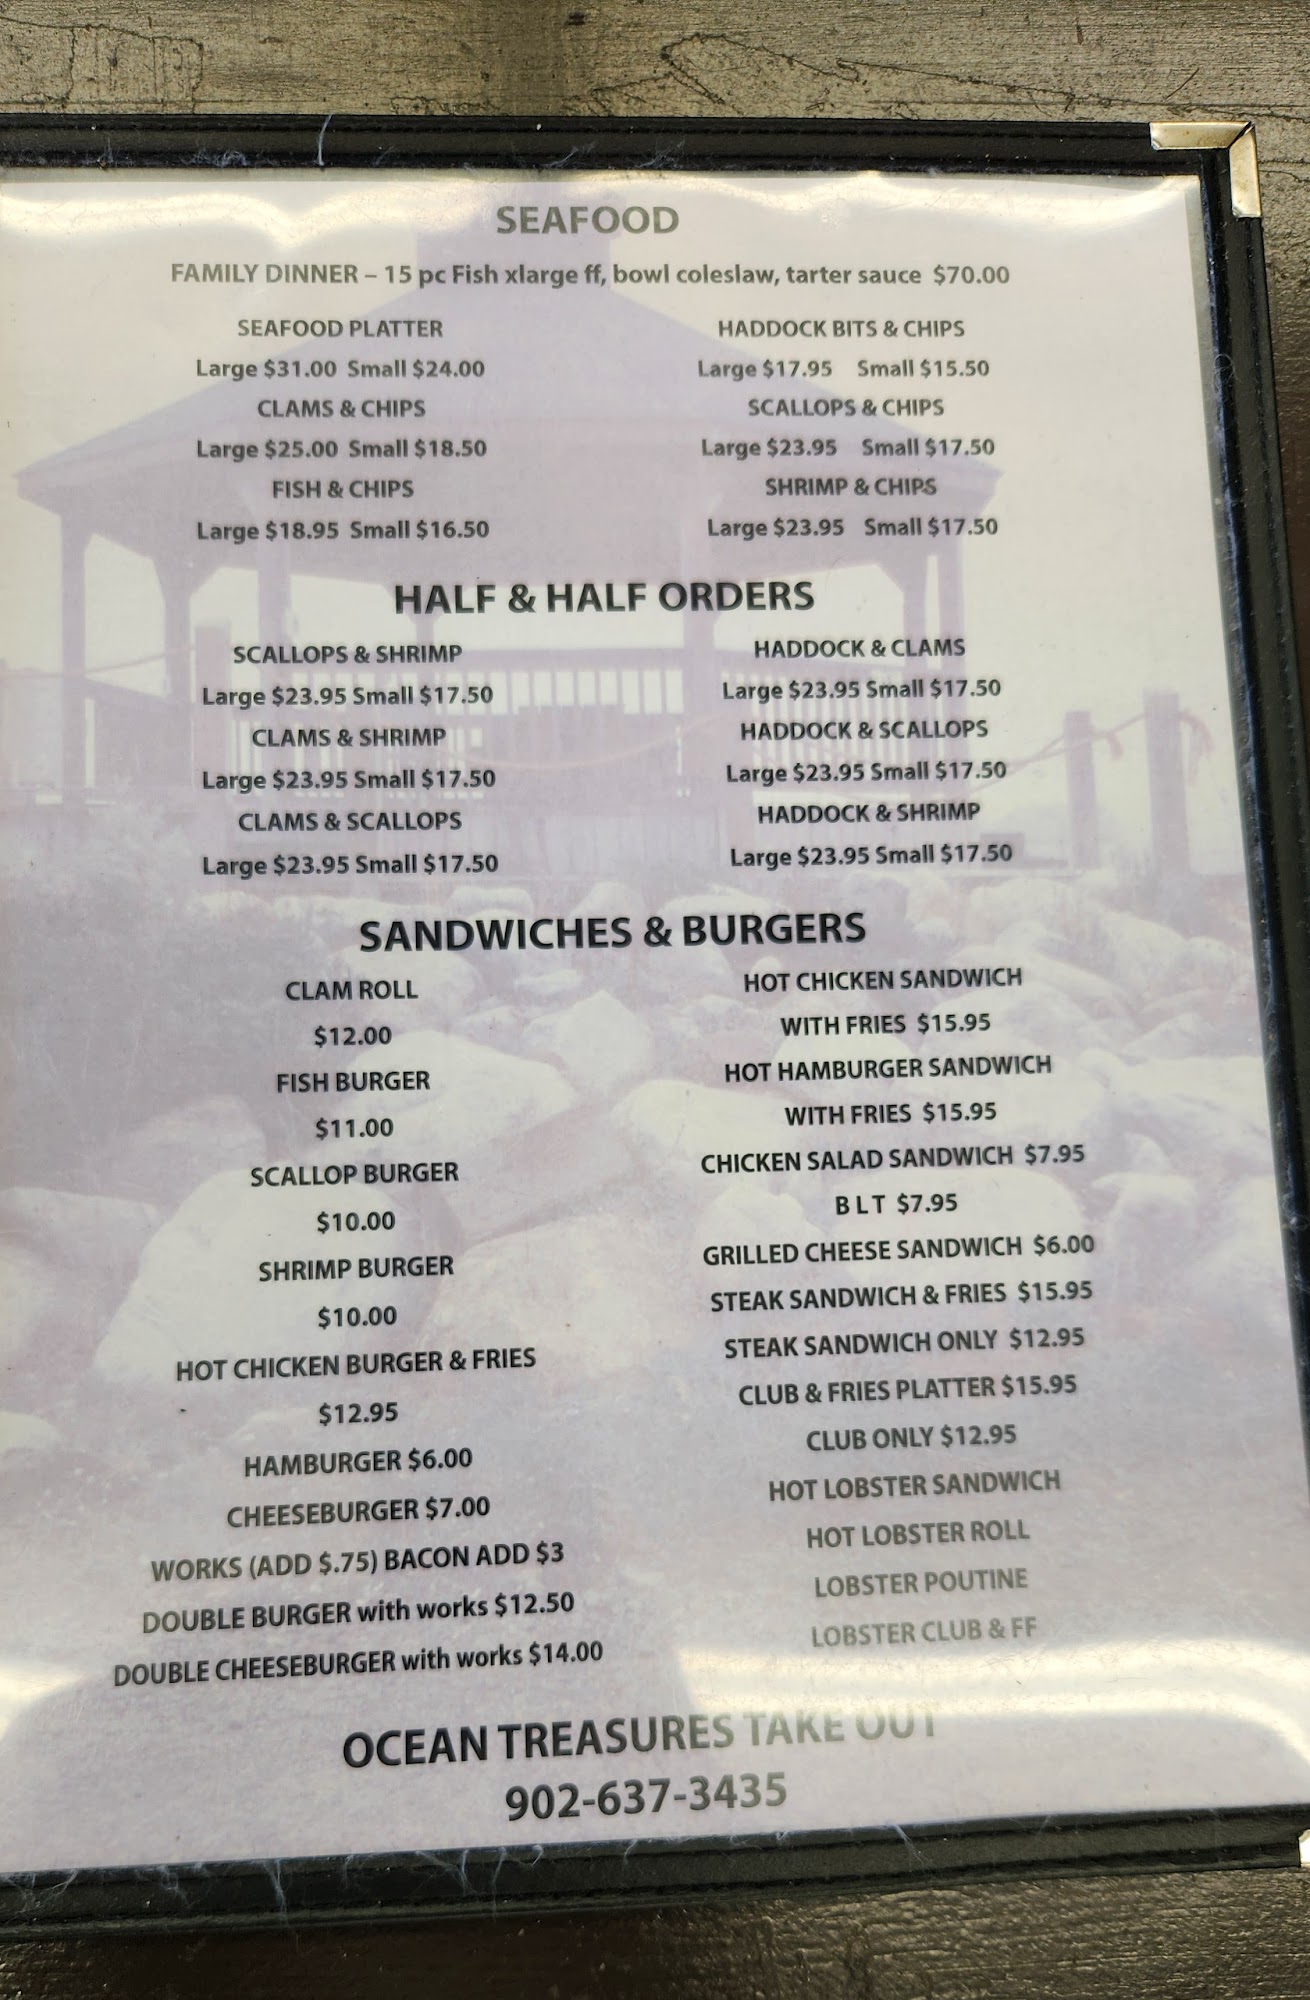 SEAFOOD
FAMILY DINNER – 15 pc Fish xlarge ff, bowl coleslaw, tarter sauce $70.00
SEAFOOD PLATTER
Large $31.00 Small $24.00
CLAMS & CHIPS
Large $25.00 Small $18.50
FISH & CHIPS
Large $18.95 Small $16.50
HADDOCK BITS & CHIPS
Large $17.95 Small $15.50
SCALLOPS & CHIPS
Large $23.95 Small $17.50
SHRIMP & CHIPS
Large $23.95 Small $17.50
HALF & HALF ORDERS
SCALLOPS & SHRIMP
Large $23.95 Small $17.50
CLAMS & SHRIMP
Large $23.95 Small $17.50
CLAMS & SCALLOPS
Large $23.95 Small $17.50
HADDOCK & CLAMS
Large $23.95 Small $17.50
HADDOCK & SCALLOPS
Large $23.95 Small $17.50
HADDOCK & SHRIMP
Large $23.95 Small $17.50
SANDWICHES & BURGERS
CLAM ROLL
$12.00
FISH BURGER
$11.00
SCALLOP BURGER
$10.00
SHRIMP BURGER
$10.00
HOT CHICKEN BURGER & FRIES
$12.95
HAMBURGER $6.00
CHEESEBURGER $7.00
WORKS (ADD $.75) BACON ADD $3
DOUBLE BURGER with works $12.50
DOUBLE CHEESEBURGER with works $14.00
HOT CHICKEN SANDWICH
WITH FRIES $15.95
HOT HAMBURGER SANDWICH
WITH FRIES $15.95
CHICKEN SALAD SANDWICH $7.95
B L T $7.95
GRILLED CHEESE SANDWICH $6.00
STEAK SANDWICH & FRIES $15.95
STEAK SANDWICH ONLY $12.95
CLUB & FRIES PLATTER $15.95
CLUB ONLY $12.95
HOT LOBSTER SANDWICH
HOT LOBSTER ROLL
LOBSTER POUTINE
LOBSTER CLUB & FF
OCEAN TREASURES TAKE OUT
902-637-3435